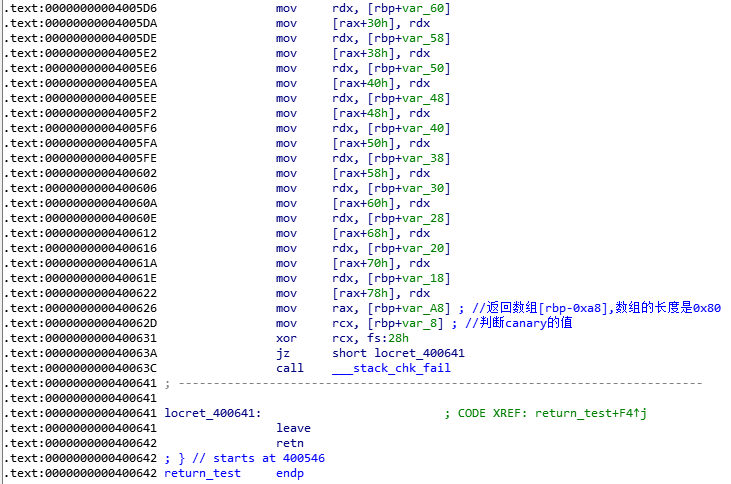 .text:00000000004005D6 mov rdx, [rbp+var_60]
.text:00000000004005DA mov [rax+30h], rdx
.text:00000000004005DE mov rdx, [rbp+var_58]
.text:00000000004005E2 mov [rax+38h], rdx
.text:00000000004005E6 mov rdx, [rbp+var_50]
.text:00000000004005EA mov [rax+40h], rdx
.text:00000000004005EE mov rdx, [rbp+var_48]
.text:00000000004005F2 mov [rax+48h], rdx
.text:00000000004005F6 mov rdx, [rbp+var_40]
.text:00000000004005FA mov [rax+50h], rdx
.text:00000000004005FE mov rdx, [rbp+var_38]
.text:0000000000400602 mov [rax+58h], rdx
.text:0000000000400606 mov rdx, [rbp+var_30]
.text:000000000040060A mov [rax+60h], rdx
.text:000000000040060E mov rdx, [rbp+var_28]
.text:0000000000400612 mov [rax+68h], rdx
.text:0000000000400616 mov rdx, [rbp+var_20]
.text:000000000040061A mov [rax+70h], rdx
.text:000000000040061E mov rdx, [rbp+var_18]
.text:0000000000400622 mov [rax+78h], rdx
.text:0000000000400626 mov rax, [rbp+var_A8] ; //返回数组[rbp-0xa8],数组的长度是0x80
.text:000000000040062D mov rcx, [rbp+var_8] ; //判断canary的值
.text:0000000000400631 xor rcx, fs:28h
.text:000000000040063A jz short locret_400641
.text:000000000040063C call ___stack_chk_fail
.text:0000000000400641 ; ---------------------------------------------------------------------------
.text:0000000000400641
.text:0000000000400641 locret_400641: ; CODE XREF: return_test+F4↑j
.text:0000000000400641 leave
.text:0000000000400642 retn
.text:0000000000400642 ; } // starts at 400546
.text:0000000000400642 return_test endp